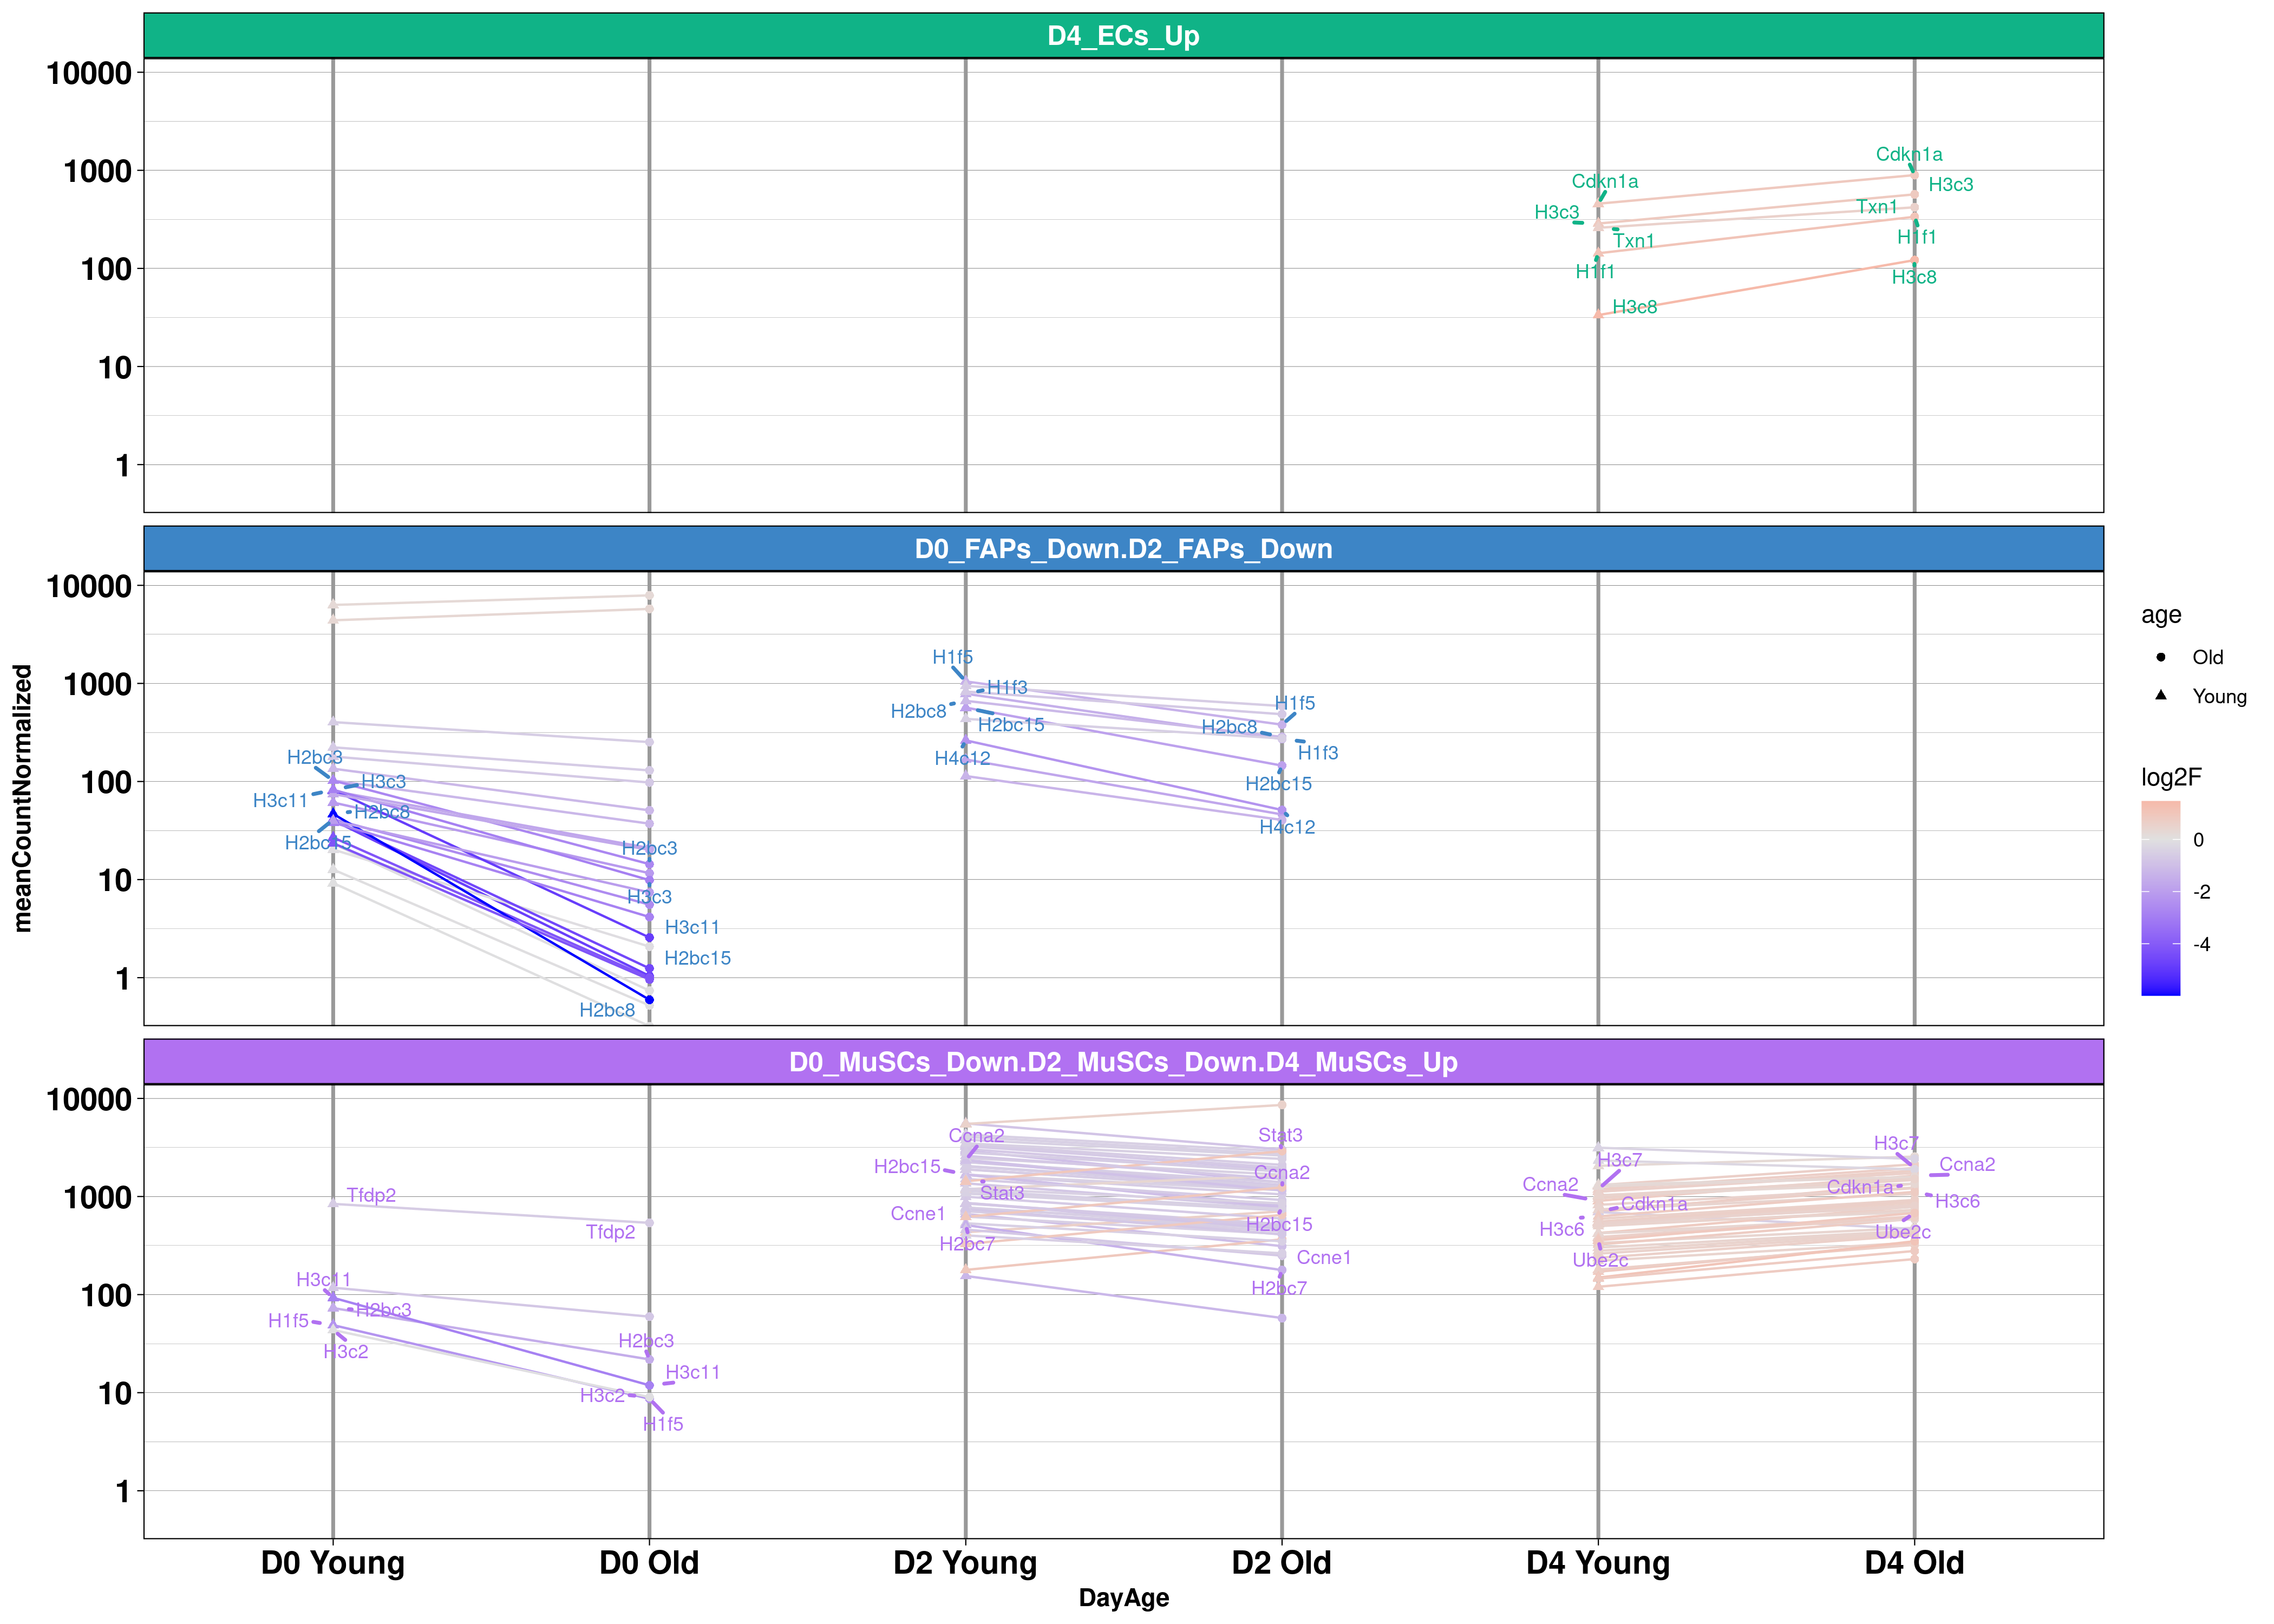 D4_ECs_Up
10000
1000
100
10
1
Cdkn1a
H3c3
Txn1
H1f1
H3c8
Cdkn1a
H3c3
Txn1
H1f1
H3c8
D0_FAPs_Down.D2_FAPs_Down
10000
1000
100
10
1
H2bc3
H3c3
H3c11
H2bc8
H2bc15
H2bc3
H3c3
H3c11
H2bc15
H2bc8
H1f5
H1f3
H2bc8
H2bc15
H4c12
H1f5
H2bc8
H1f3
H2bc15
H4c12
meanCountNormalized
age
Old
Young
log2F
0
-2
-4
D0_MuSCs_Down.D2_MuSCs_Down.D4_MuSCs_Up
10000
1000
100
10
1
Tfdp2
H3c11
H2bc3
H1f5
H3c2
Tfdp2
H2bc3
H3c11
H3c2
H1f5
Ccna2
H2bc15
Stat3
Ccne1
H2bc7
Stat3
Ccna2
H2bc15
Ccne1
H2bc7
H3c7
Ccna2
Cdkn1a
H3c6
Ube2c
H3c7
Ccna2
Cdkn1a
H3c6
Ube2c
D0 Young
D0 Old
D2 Young
D2 Old
D4 Young
D4 Old
DayAge